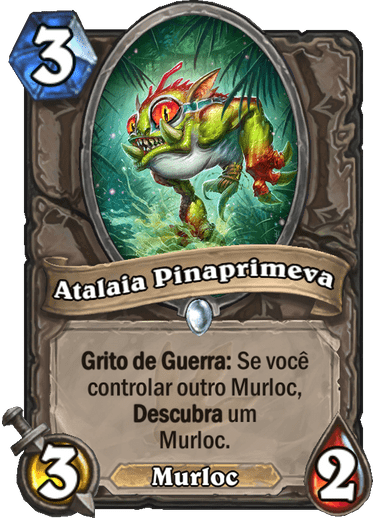 3
Atalaia Pinaprimeva
Grito de Guerra: Se você
controlar outro Murloc,
Descubra um
Murloc.
3
Murloc
2